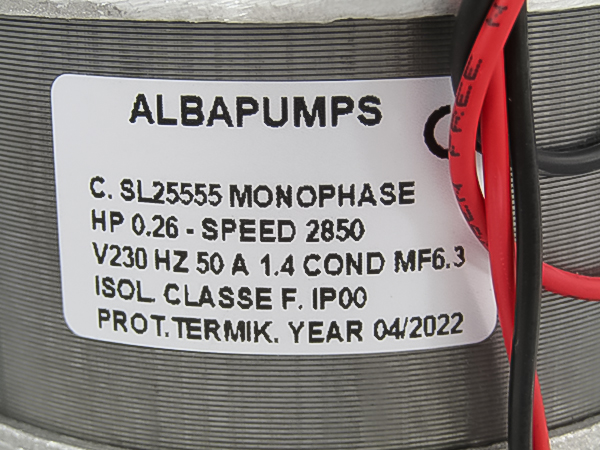 ALBAPUMPS
C. SL25555 MONOPHASE
HP 0.26 - SPEED 2850
V230 HZ 50 A 1.4 COND MF6.3
ISOL. CLASSE F. IP00
PROT.TERMIK. YEAR 04/2022